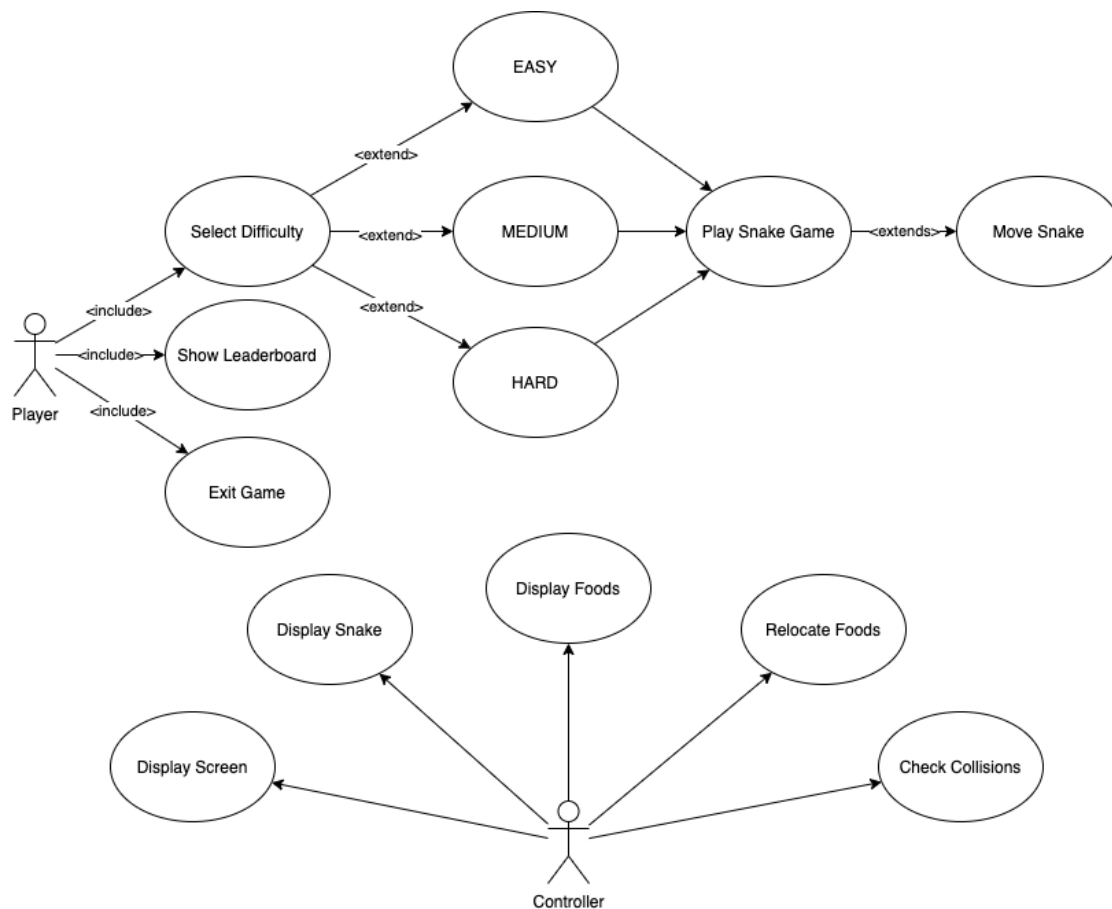 EASY
<extend>
Select Difficulty
<extend>
MEDIUM
Play Snake Game
<extends>
Move Snake
<extend>
<include>
<include>
Show Leaderboard
HARD
Player
<include>
Exit Game
Display Foods
Display Snake
Relocate Foods
Display Screen
Check Collisions
Controller